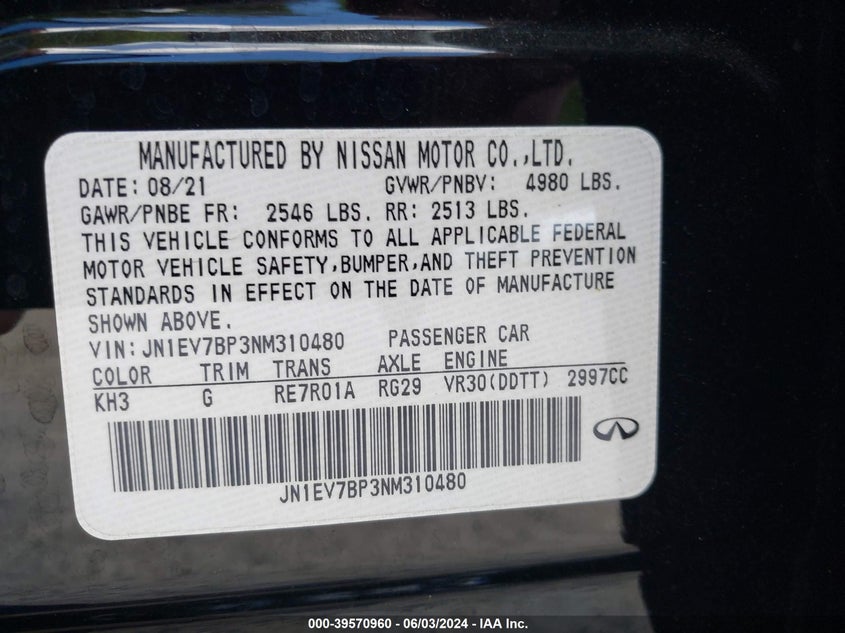 MANUFACTURED BY NISSAN MOTOR CO.,LTD.
DATE: 08/21 GVWR/PNBV: 4980 LBS.
GAWR/PNBE FR: 2546 LBS. RR: 2513 LBS.
THIS VEHICLE CONFORMS TO ALL APPLICABLE FEDERAL
MOTOR VEHICLE SAFETY,BUMPER,AND THEFT PREVENTION
STANDARDS IN EFFECT ON THE DATE OF MANUFACTURE
SHOWN ABOVE.
VIN: JN1EV7BP3NM310480 PASSENGER CAR
COLOR TRIM TRANS AXLE ENGINE
KH3 G RE7R01A RG29 VR30(DDTT) 2997CC
JN1EV7BP3NM310480
000-39570960 - 06/03/2024 - IAA Inc.